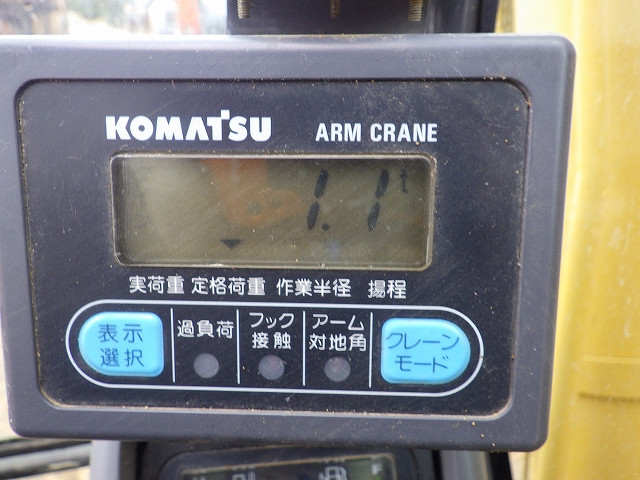 KOMATSU ARM CRANE
1.1 t
実荷重 定格荷重 作業半径 揚程
表示
選択
過負荷
フック
接触
アーム
対地角
クレーン
モード
F